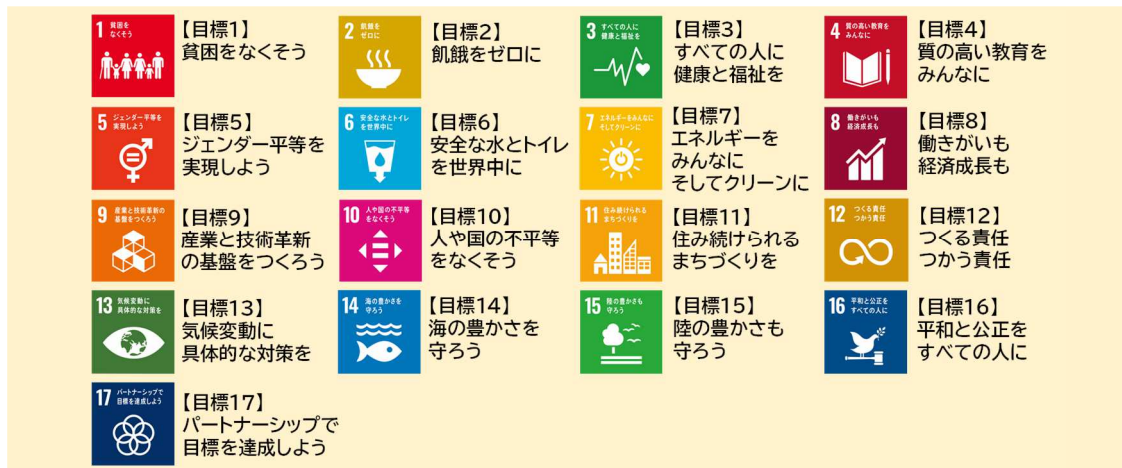 1 貧困を
なくそう
【目標1】
貧困をなくそう
2 飢餓を
ゼロに
【目標2】
飢餓をゼロに
3 すべての人に
健康と福祉を
【目標3】
すべての人に
健康と福祉を
4 質の高い教育を
みんなに
【目標4】
質の高い教育を
みんなに
5 ジェンダー平等を
実現しよう
【目標5】
ジェンダー平等を
実現しよう
6 安全な水とトイレ
を世界中に
【目標6】
安全な水とトイレ
を世界中に
7 エネルギーをみんなに
そしてクリーンに
【目標7】
エネルギーを
みんなに
そしてクリーンに
8 働きがいも
経済成長も
【目標8】
働きがいも
経済成長も
9 産業と技術革新の
基盤をつくろう
【目標9】
産業と技術革新
の基盤をつくろう
10 人や国の不平等
をなくそう
【目標10】
人や国の不平等
をなくそう
11 住み続けられる
まちづくりを
【目標11】
住み続けられる
まちづくりを
12 つくる責任
つかう責任
【目標12】
つくる責任
つかう責任
13 気候変動に
具体的な対策を
【目標13】
気候変動に
具体的な対策を
14 海の豊かさを
守ろう
【目標14】
海の豊かさを
守ろう
15 陸の豊かさも
守ろう
【目標15】
陸の豊かさも
守ろう
16 平和と公正を
すべての人に
【目標16】
平和と公正を
すべての人に
17 パートナーシップで
目標を達成しよう
【目標17】
パートナーシップで
目標を達成しよう